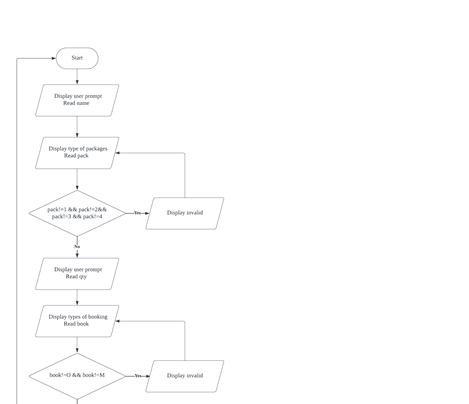 Start
Display user prompt
Read name
Display type of packages
Read pack
pack!=1 && pack!=2&&
pack!=3 && pack!=4
Yes
Display invalid
No
Display user prompt
Read qty
Display types of booking
Read book
book!=O && book!=M
Yes
Display invalid